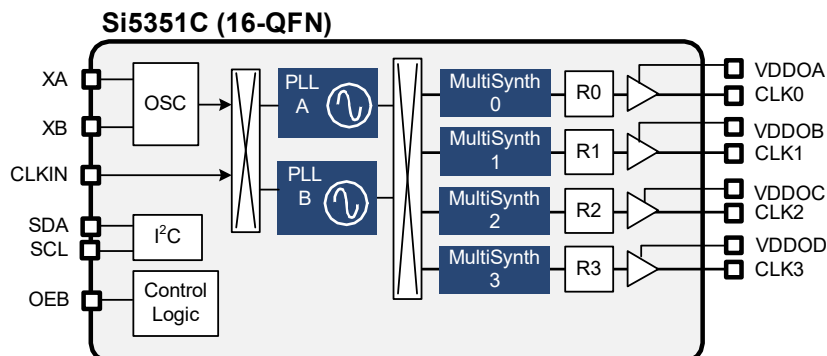 Si5351C (16-QFN)
XA
XB
CLKIN
SDA
SCL
OEB
OSC
I²C
Control
Logic
PLL
A
PLL
B
MultiSynth
0
MultiSynth
1
MultiSynth
2
MultiSynth
3
R0
R1
R2
R3
VDDOA
CLK0
VDDOB
CLK1
VDDOC
CLK2
VDDOD
CLK3